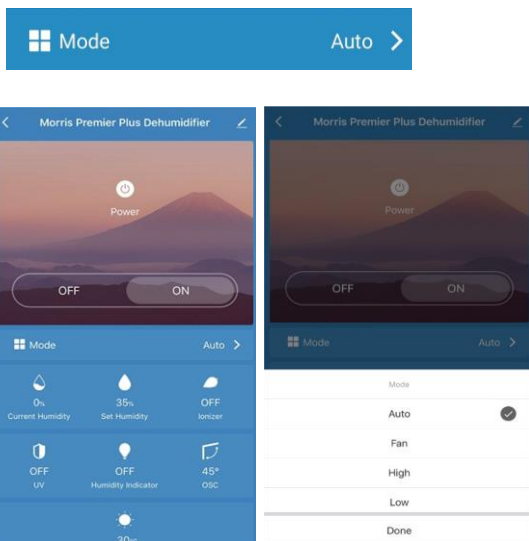 Mode Auto
Morris Premier Plus Dehumidifier
Power
OFF ON
Mode Auto
0% 35% OFF
Current Humidity Set Humidity Ionizer
OFF OFF 45°
UV Humidity Indicator OSC
Morris Premier Plus Dehumidifier
Power
OFF ON
Mode Auto
Mode
Auto
Fan
High
Low
Done